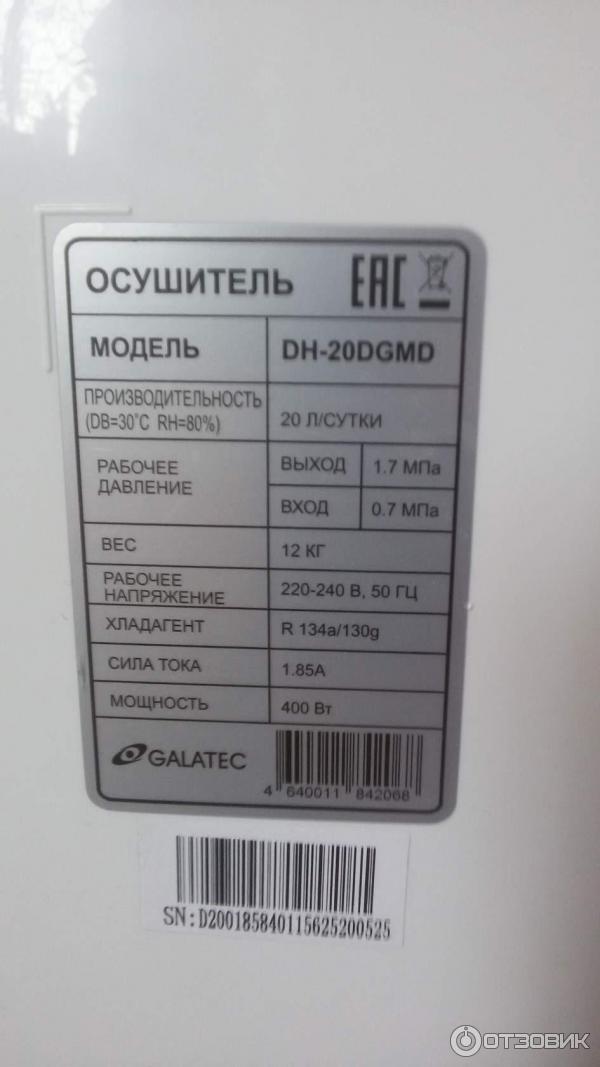 ОСУШИТЕЛЬ EAC
МОДЕЛЬ DH-20DGMD
ПРОИЗВОДИТЕЛЬНОСТЬ
(DB=30°C RH=80%) 20 Л/СУТКИ
РАБОЧЕЕ
ДАВЛЕНИЕ
ВЫХОД 1.7 МПа
ВХОД 0.7 МПа
ВЕС 12 КГ
РАБОЧЕЕ
НАПРЯЖЕНИЕ 220-240 В, 50 ГЦ
ХЛАДАГЕНТ R 134a/130g
СИЛА ТОКА 1.85A
МОЩНОСТЬ 400 Вт
GALATEC
4 640011 842068
SN:D200185840115625200525
ОТЗОВИК